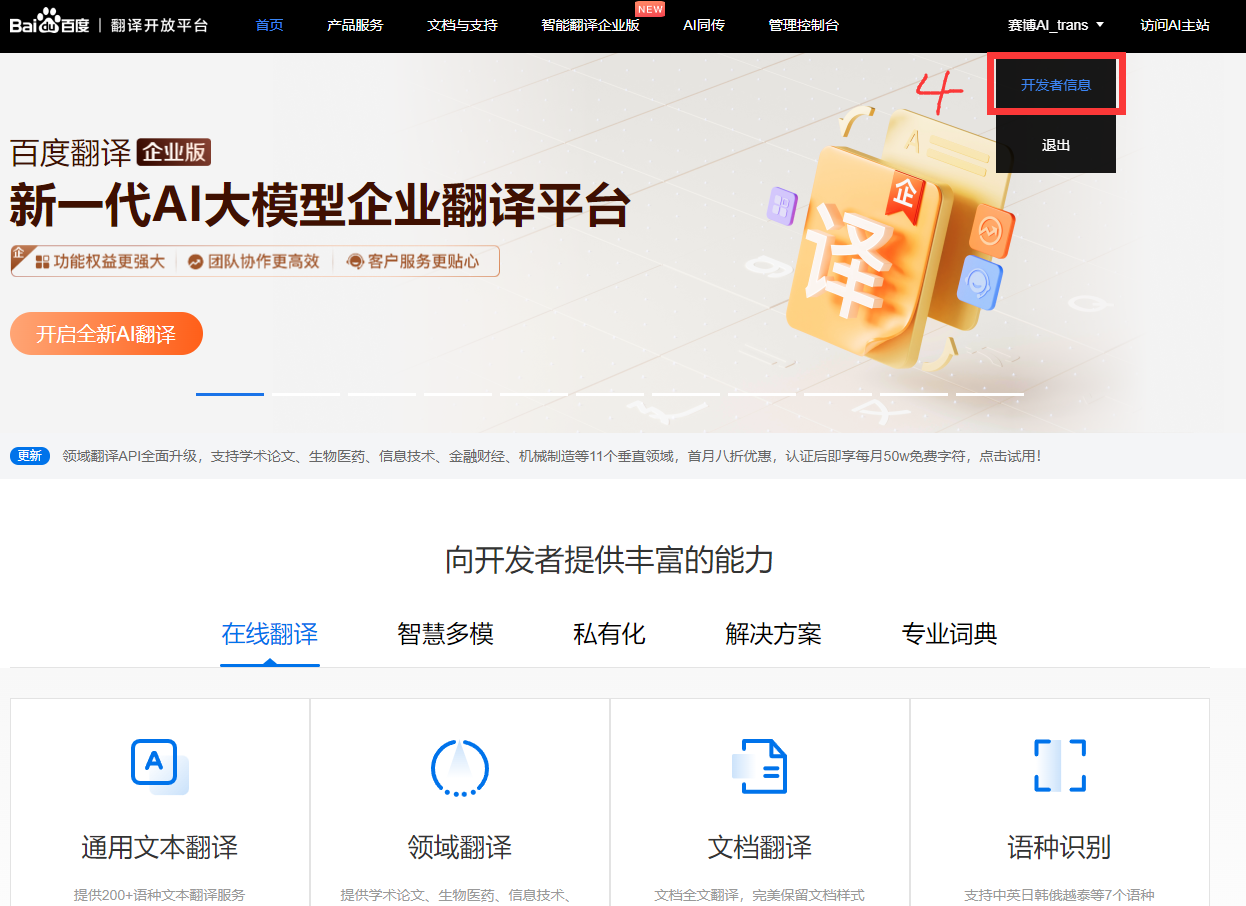 Bai du 百度 | 翻译开放平台 首页 产品服务 文档与支持 智能翻译企业版 NEW AI同传 管理控制台 赛博AI_trans 访问AI主站
4 开发者信息
退出
百度翻译 企业版
新一代AI大模型企业翻译平台
企 功能权益更强大 团队协作更高效 客户服务更贴心
A
企
译
开启全新AI翻译
更新 领域翻译API全面升级，支持学术论文、生物医药、信息技术、金融财经、机械制造等11个垂直领域，首月八折优惠，认证后即享每月50w免费字符，点击试用！
向开发者提供丰富的能力
在线翻译 智慧多模 私有化 解决方案 专业词典
A
通用文本翻译 领域翻译 文档翻译 语种识别
提供200+语种文本翻译服务 提供学术论文、生物医药、信息技术、 文档全文翻译，完美保留文档样式 支持中英日韩俄越泰等7个语种